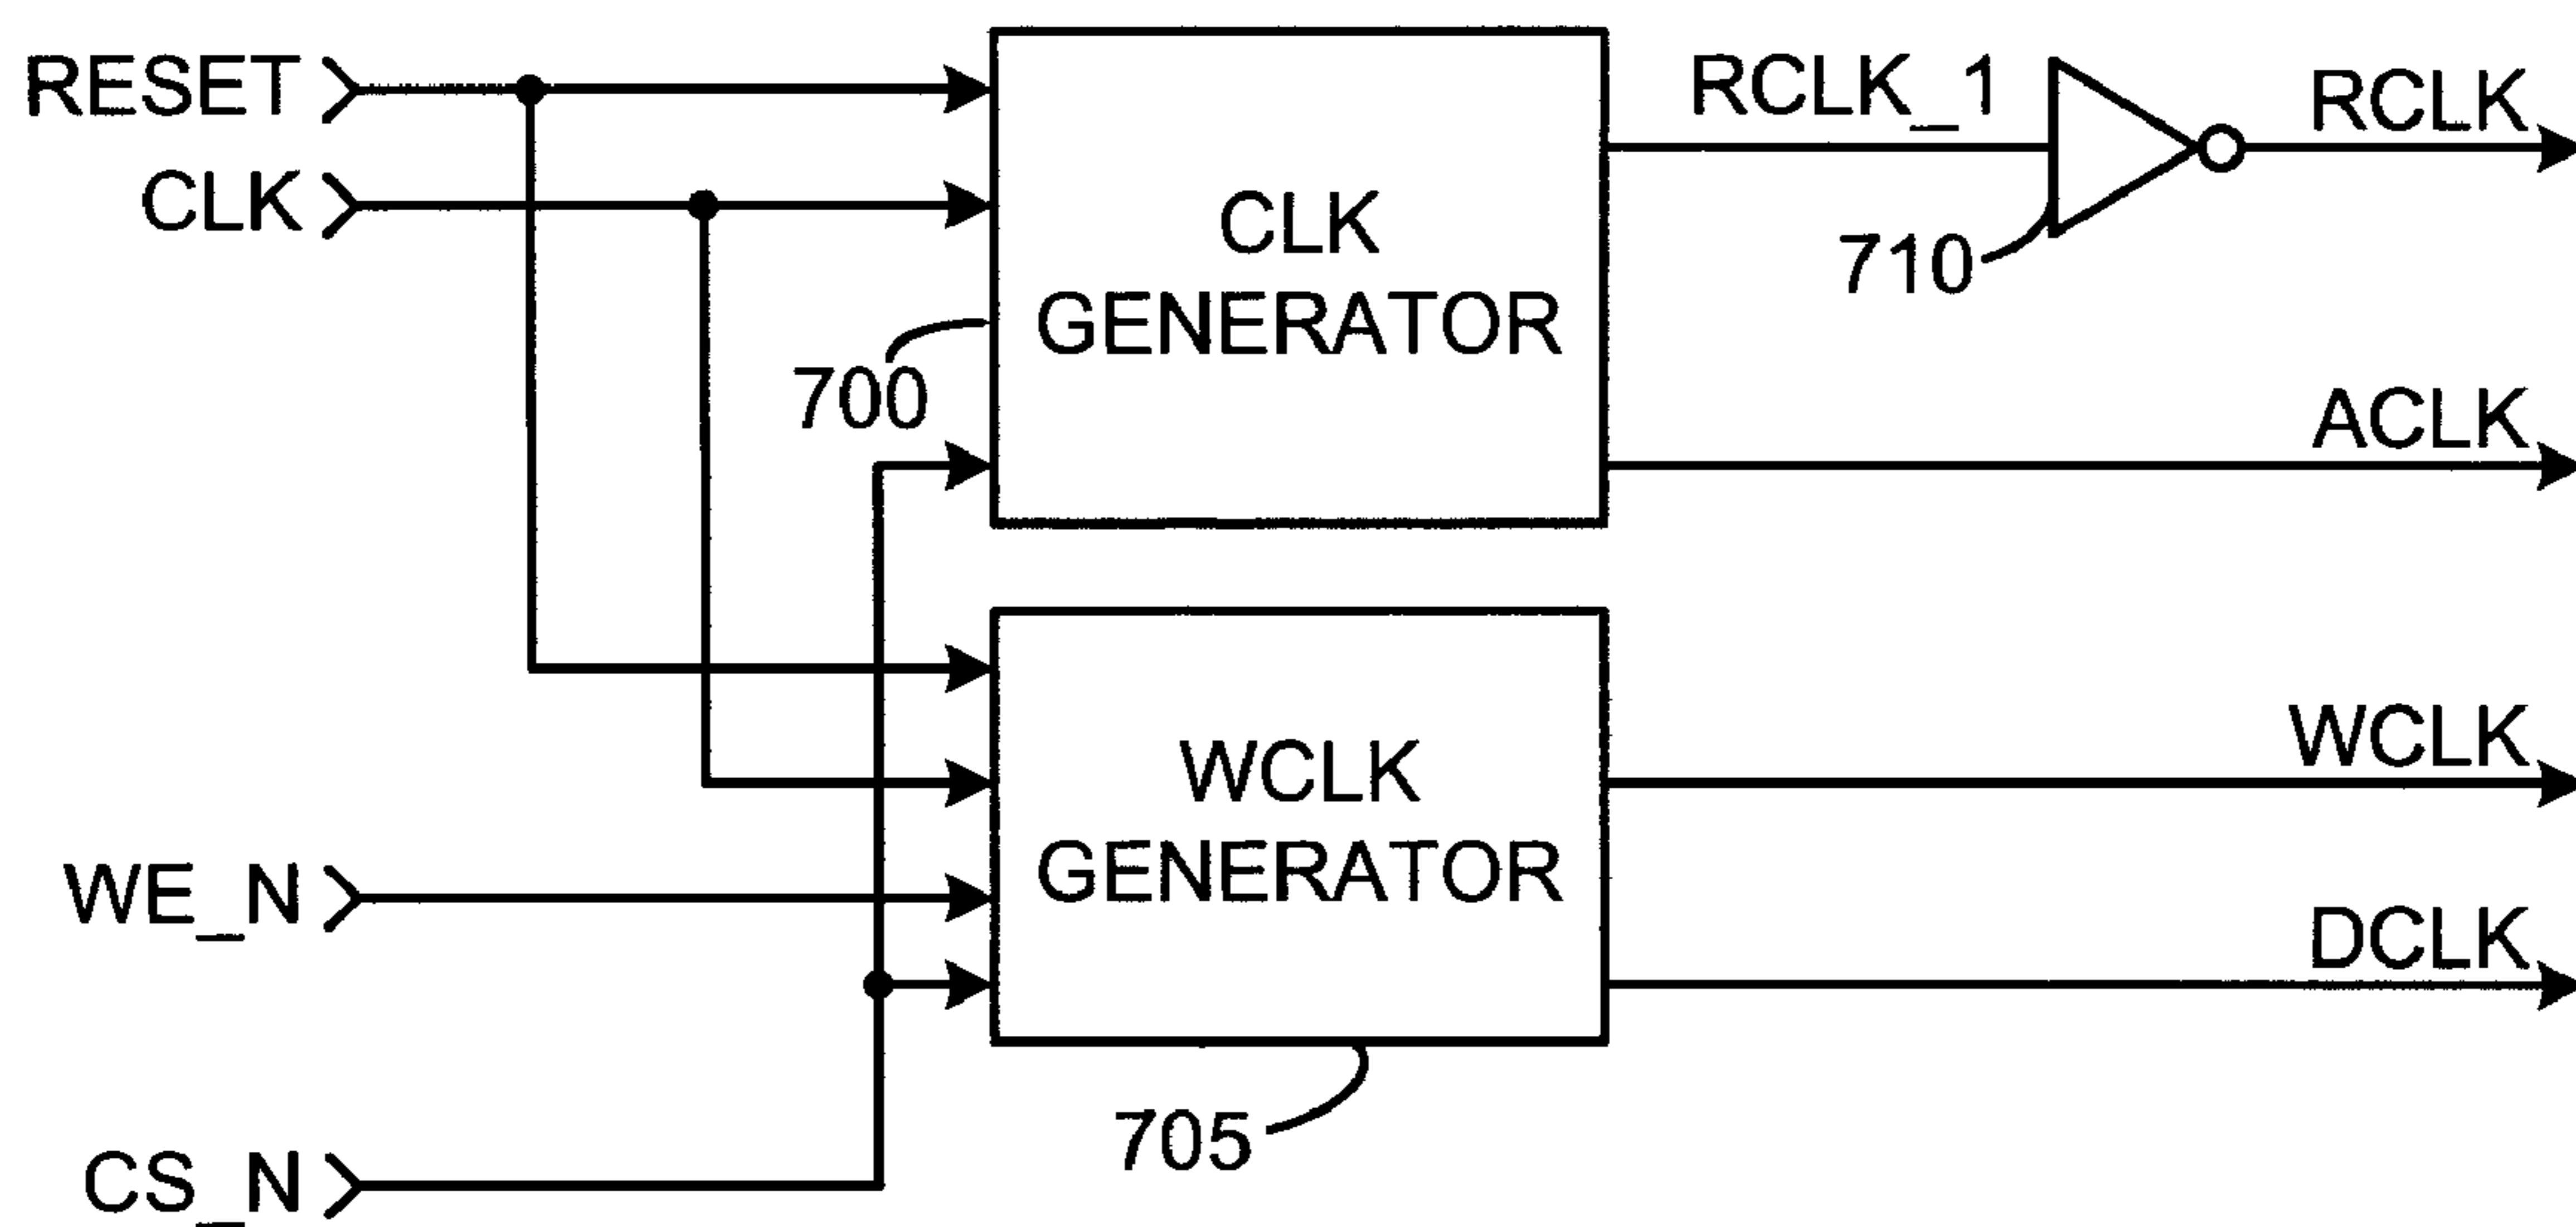 RESET
CLK
WE_N
CS_N
CLK
GENERATOR
700
WCLK
GENERATOR
705
RCLK_1
710
RCLK
ACLK
WCLK
DCLK